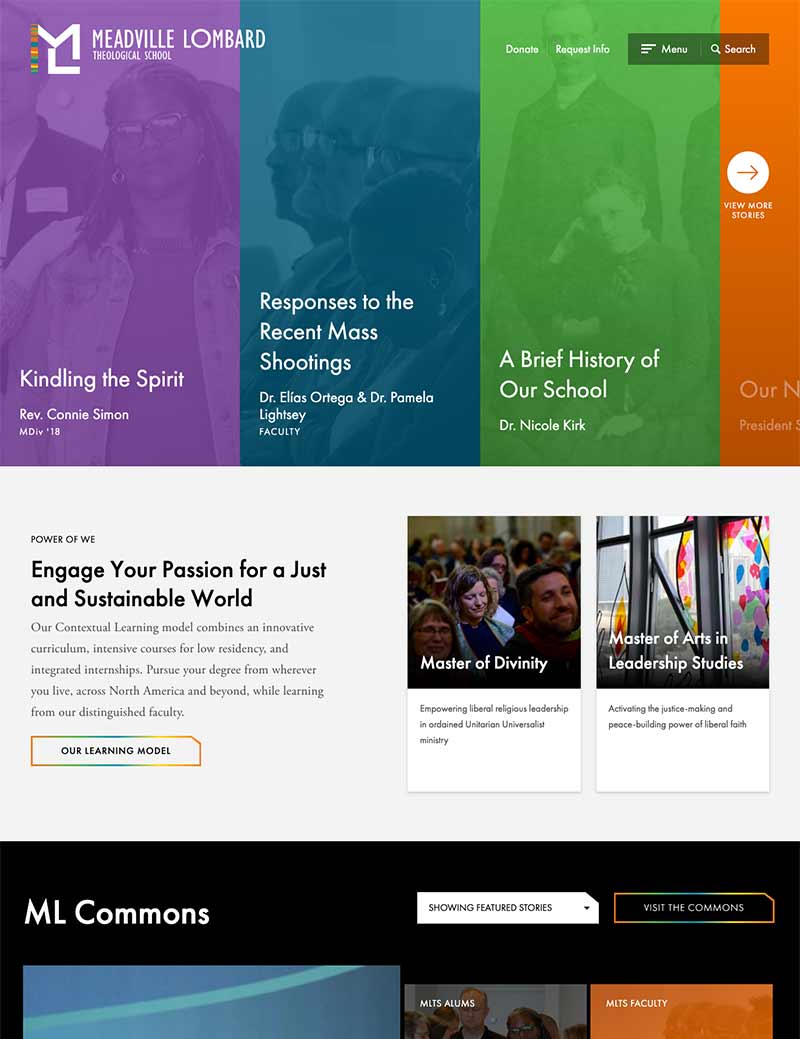 MEADVILLE LOMBARD
THEOLOGICAL SCHOOL
Donate
Request Info
Menu
Search
VIEW MORE
STORIES
Kindling the Spirit
Rev. Connie Simon
MDiv '18
Responses to the
Recent Mass
Shootings
Dr. Elías Ortega & Dr. Pamela
Lightsey
FACULTY
A Brief History of
Our School
Dr. Nicole Kirk
Our N
President S
POWER OF WE
Engage Your Passion for a Just
and Sustainable World
Our Contextual Learning model combines an innovative
curriculum, intensive courses for low residency, and
integrated internships. Pursue your degree from wherever
you live, across North America and beyond, while learning
from our distinguished faculty.
OUR LEARNING MODEL
Master of Divinity
Empowering liberal religious leadership
in ordained Unitarian Universalist
ministry
Master of Arts in
Leadership Studies
Activating the justice-making and
peace-building power of liberal faith
ML Commons
SHOWING FEATURED STORIES
VISIT THE COMMONS
MLTS ALUMS
MLTS FACULTY